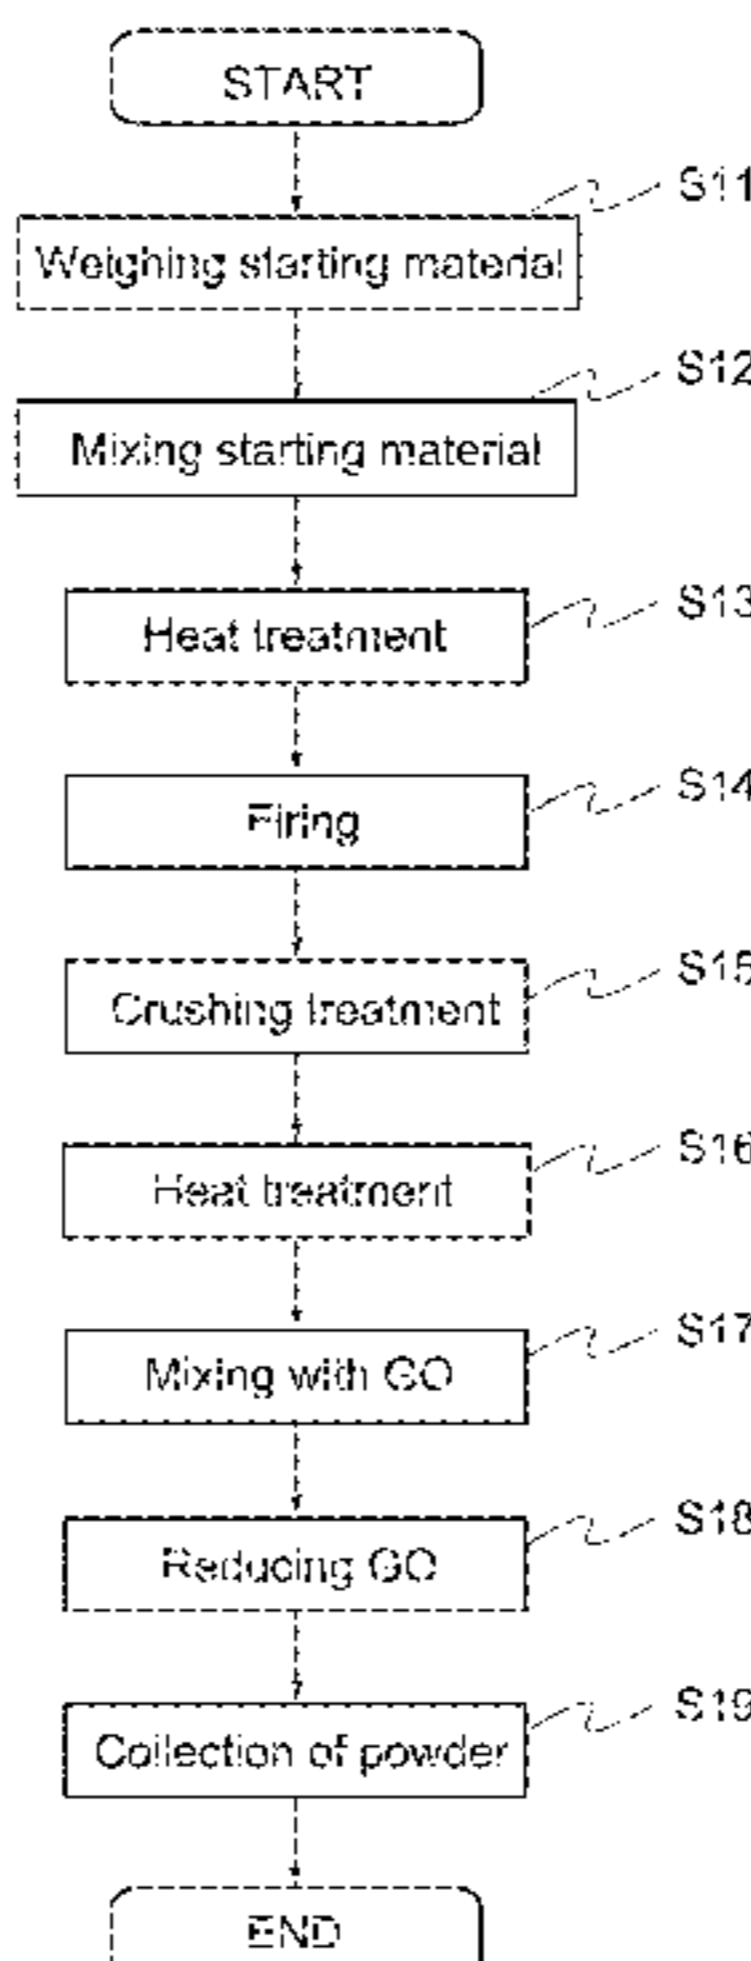 START
S11
Weighing starting material
S12
Mixing starting material
S13
Heat treatment
S14
Firing
S15
Crushing treatment
S16
Heat treatment
S17
Mixing with GO
S18
Reducing GO
S19
Collection of powder
END